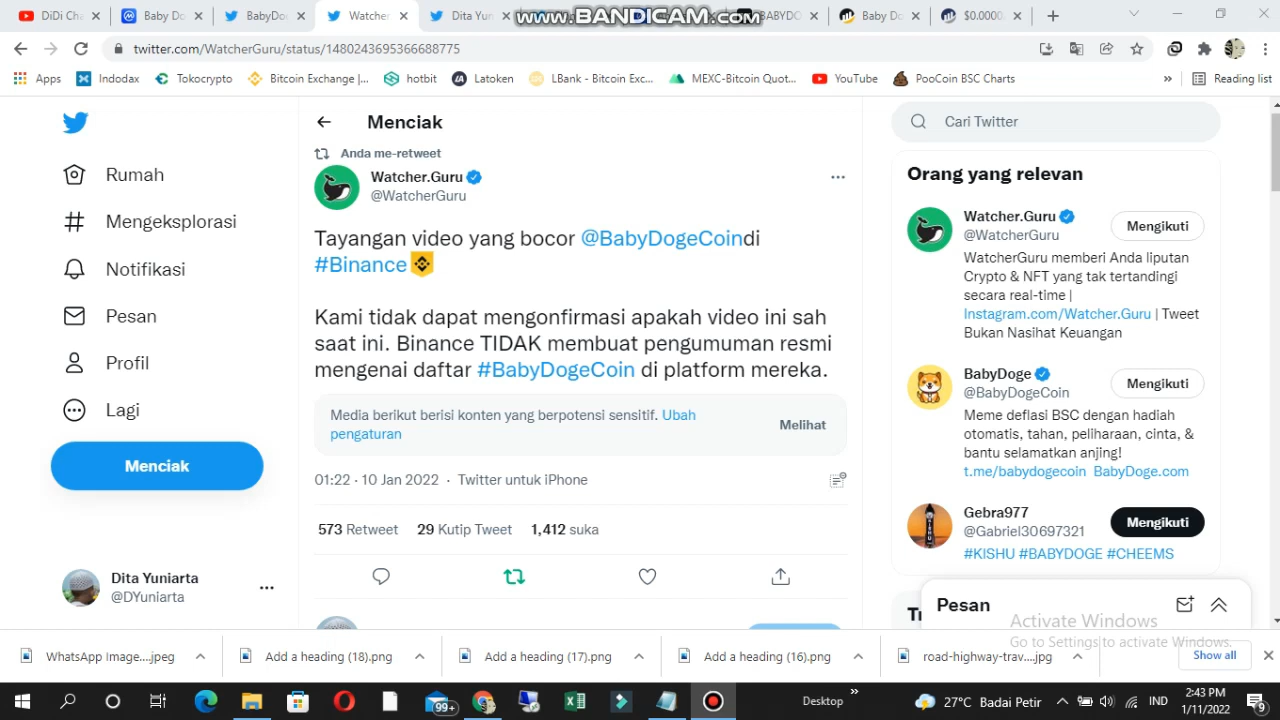 DiDi Cha
Baby Do
BabyDo
Watcher
Dita Yun
www.BANDICAM.com
BABYDO
Baby Do
$0.0000
twitter.com/WatcherGuru/status/1480243695366688775
Apps
Indodax
Tokocrypto
Bitcoin Exchange |...
hotbit
Latoken
LBank - Bitcoin Exc...
MEXC-Bitcoin Quot...
YouTube
PooCoin BSC Charts
»
Reading list
Rumah
Mengeksplorasi
Notifikasi
Pesan
Profil
Lagi
Menciak
Dita Yuniarta
@DYuniarta
Menciak
Anda me-retweet
Watcher.Guru
@WatcherGuru
Tayangan video yang bocor @BabyDogeCoindi
#Binance
Kami tidak dapat mengonfirmasi apakah video ini sah
saat ini. Binance TIDAK membuat pengumuman resmi
mengenai daftar #BabyDogeCoin di platform mereka.
Media berikut berisi konten yang berpotensi sensitif. Ubah
pengaturan
Melihat
01:22 · 10 Jan 2022 · Twitter untuk iPhone
573 Retweet 29 Kutip Tweet 1,412 suka
Cari Twitter
Orang yang relevan
Watcher.Guru
@WatcherGuru
Mengikuti
WatcherGuru memberi Anda liputan
Crypto & NFT yang tak tertandingi
secara real-time |
Instagram.com/Watcher.Guru | Tweet
Bukan Nasihat Keuangan
BabyDoge
@BabyDogeCoin
Mengikuti
Meme deflasi BSC dengan hadiah
otomatis, tahan, peliharaan, cinta, &
bantu selamatkan anjing!
t.me/babydogecoin BabyDoge.com
Gebra977
@Gabriel30697321
Mengikuti
#KISHU #BABYDOGE #CHEEMS
Pesan
Activate Windows
Go to Settings to activate Windows.
WhatsApp Image....jpeg
Add a heading (18).png
Add a heading (17).png
Add a heading (16).png
road-highway-trav....jpg
Show all
99+
Desktop
»
27°C Badai Petir
IND
2:43 PM
1/11/2022
9